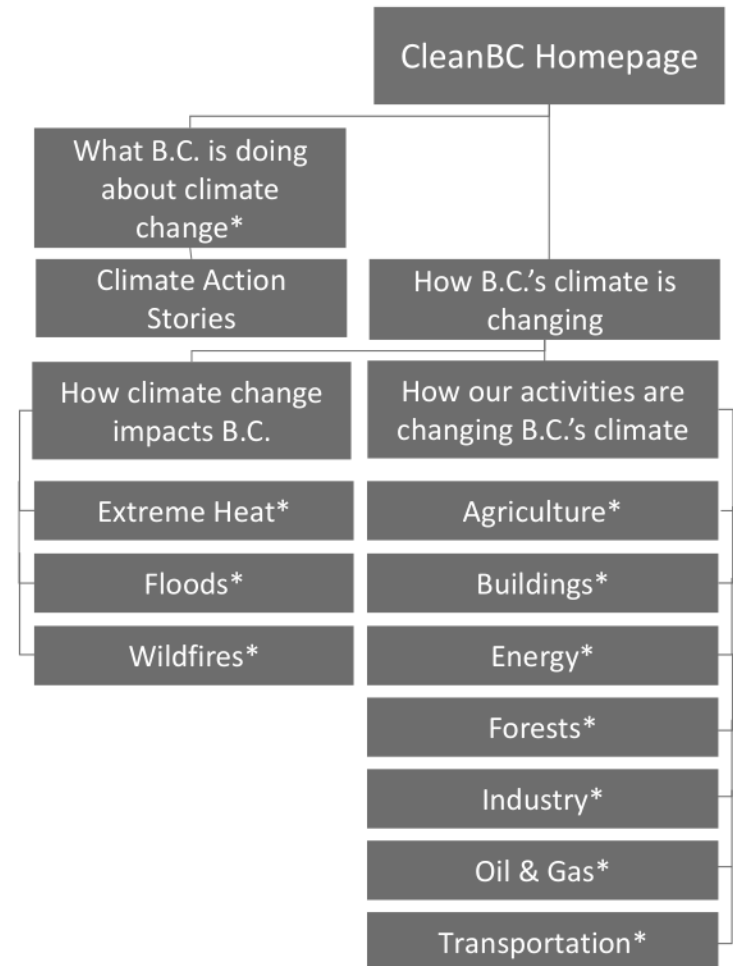 CleanBC Homepage
What B.C. is doing
about climate
change*
Climate Action
Stories
How B.C.’s climate is
changing
How climate change
impacts B.C.
Extreme Heat*
Floods*
Wildfires*
How our activities are
changing B.C.’s climate
Agriculture*
Buildings*
Energy*
Forests*
Industry*
Oil & Gas*
Transportation*